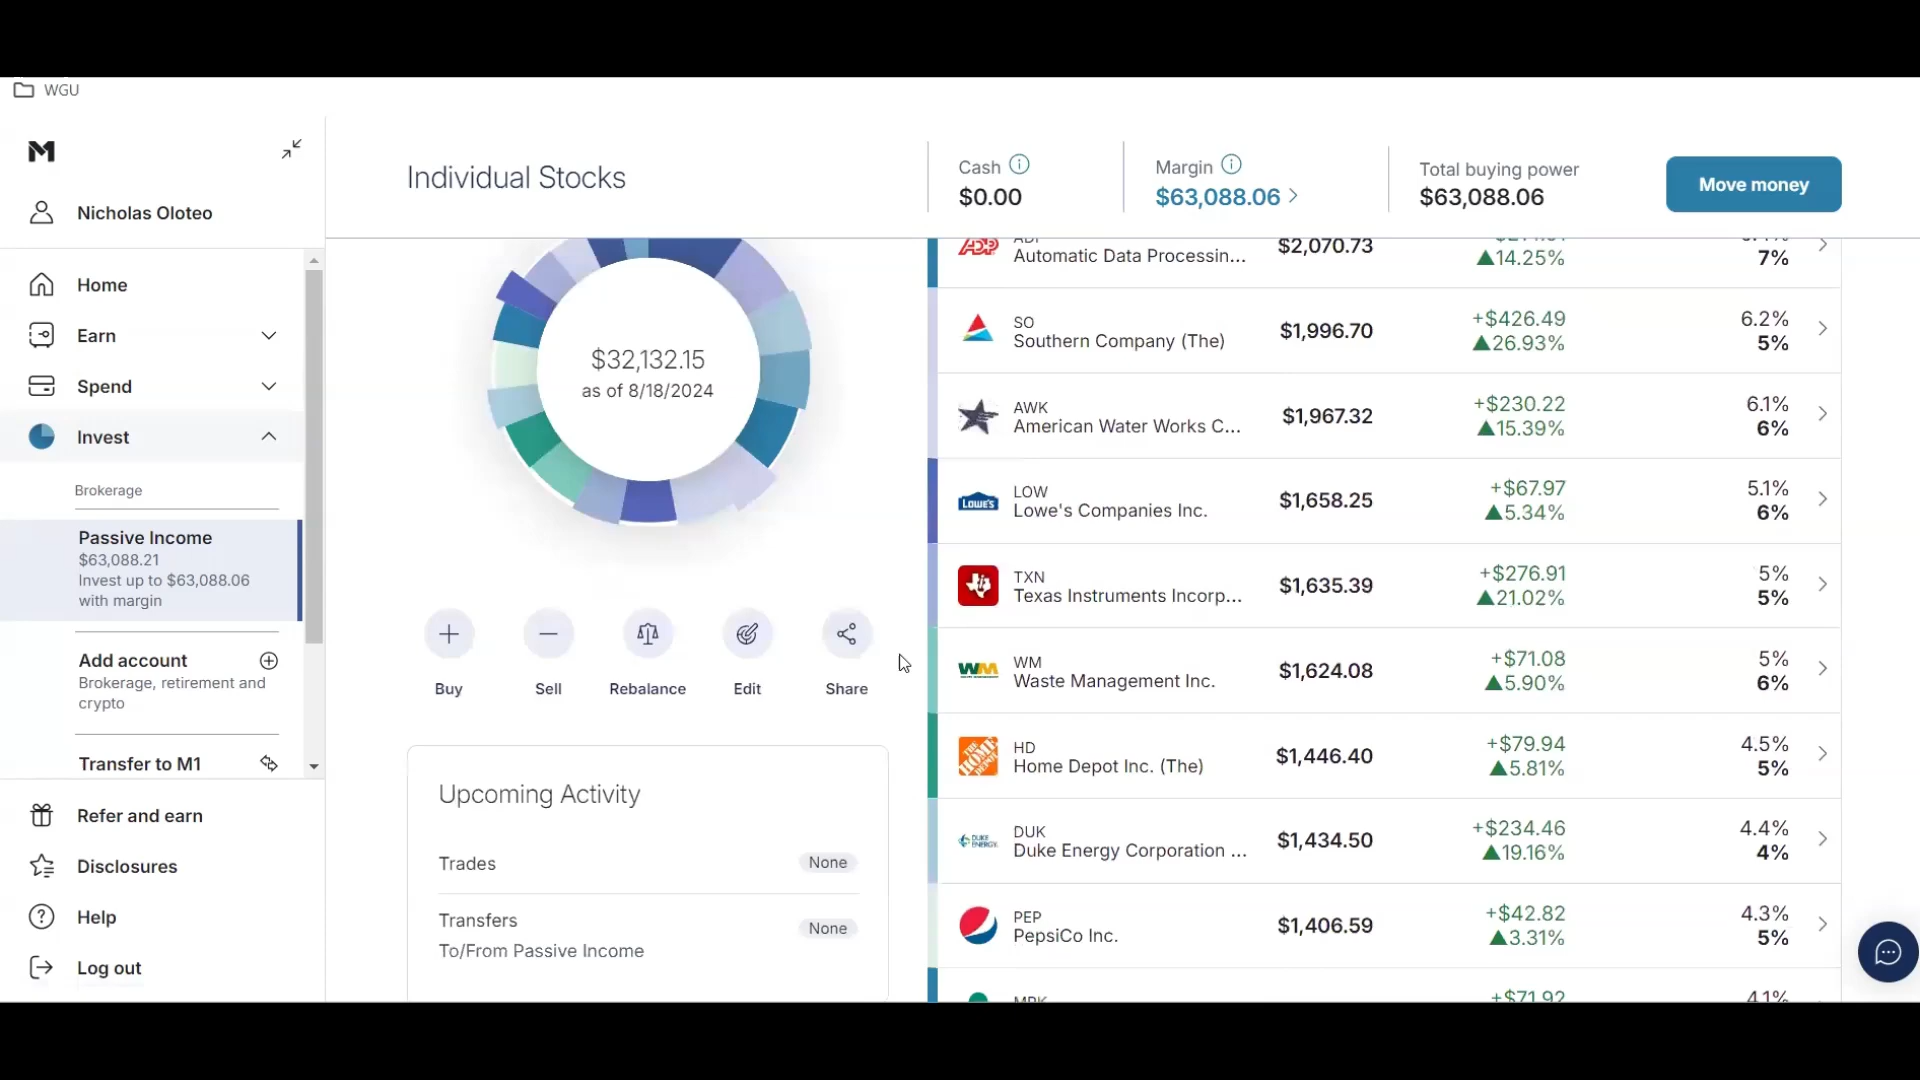 WGU
Nicholas Oloteo
Home
Earn
Spend
Invest
Brokerage
Passive Income
$63,088.21
Invest up to $63,088.06
with margin
Add account
Brokerage, retirement and
crypto
Transfer to M1
Refer and earn
Disclosures
Help
Log out
Individual Stocks
Cash
$0.00
Margin
$63,088.06
Total buying power
$63,088.06
Move money
$32,132.15
as of 8/18/2024
Buy
Sell
Rebalance
Edit
Share
Upcoming Activity
Trades
None
Transfers
None
To/From Passive Income
ADP
Automatic Data Processin...
$2,070.73
14.25%
7%
SO
Southern Company (The)
$1,996.70
+$426.49
26.93%
6.2%
5%
AWK
American Water Works C...
$1,967.32
+$230.22
15.39%
6.1%
6%
LOWE'S
LOW
Lowe's Companies Inc.
$1,658.25
+$67.97
5.34%
5.1%
6%
TXN
Texas Instruments Incorp...
$1,635.39
+$276.91
21.02%
5%
5%
WM
WM
Waste Management Inc.
$1,624.08
+$71.08
5.90%
5%
6%
THE HOME DEPOT
HD
Home Depot Inc. (The)
$1,446.40
+$79.94
5.81%
4.5%
5%
DUKE ENERGY
DUK
Duke Energy Corporation ...
$1,434.50
+$234.46
19.16%
4.4%
4%
PEP
PepsiCo Inc.
$1,406.59
+$42.82
3.31%
4.3%
5%
MRK
+$71.92
4.1%